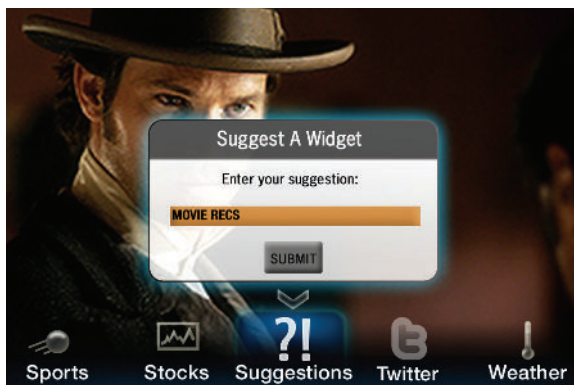 Suggest A Widget
Enter your suggestion:
MOVIE RECS
SUBMIT
?!
Sports Stocks Suggestions Twitter Weather